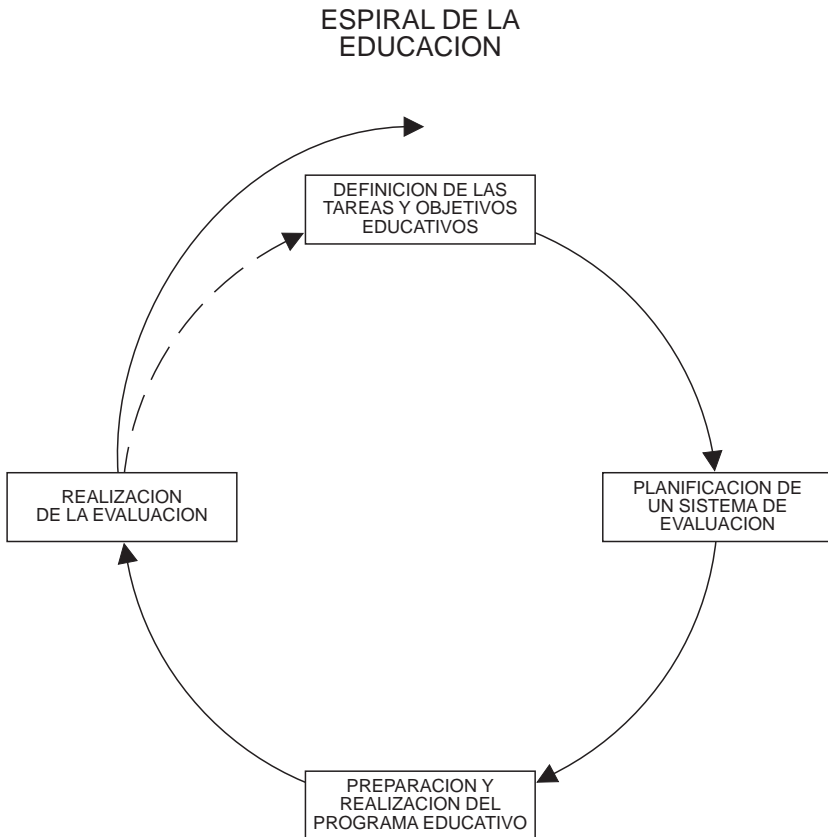 ESPIRAL DE LA
EDUCACION
DEFINICION DE LAS
TAREAS Y OBJETIVOS
EDUCATIVOS
PLANIFICACION DE
UN SISTEMA DE
EVALUACION
PREPARACION Y
REALIZACION DEL
PROGRAMA EDUCATIVO
REALIZACION
DE LA EVALUACION